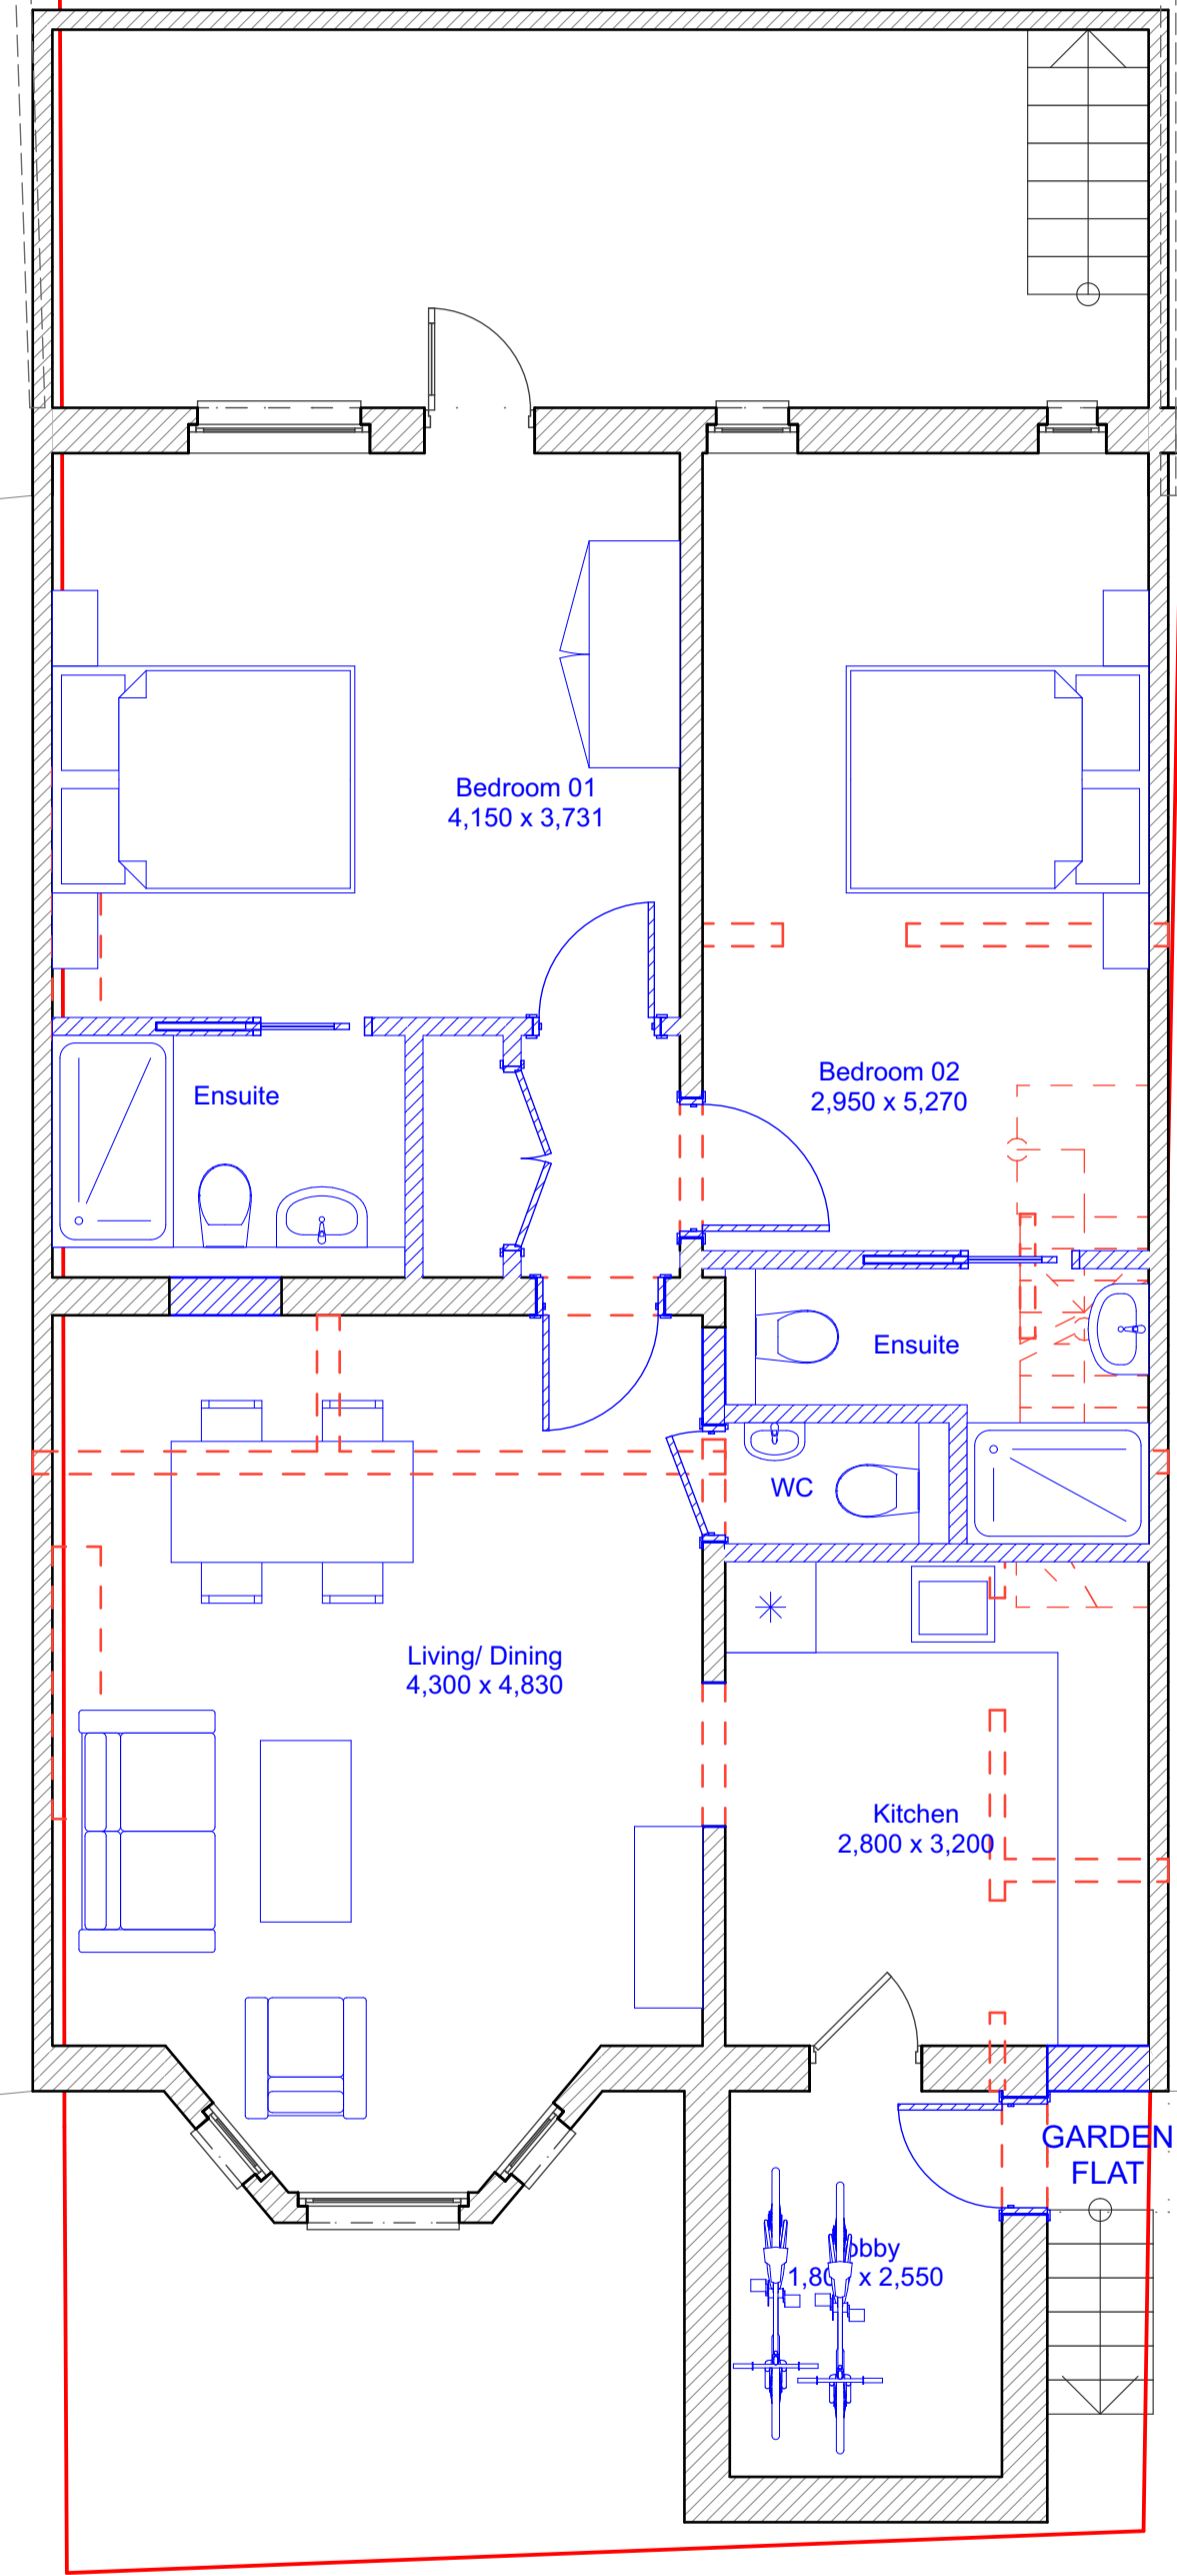 Bedroom 01
4,150 x 3,731
Bedroom 02
2,950 x 5,270
Ensuite
Ensuite
WC
Living/ Dining
4,300 x 4,830
Kitchen
2,800 x 3,200
GARDEN
FLAT
x 2,550